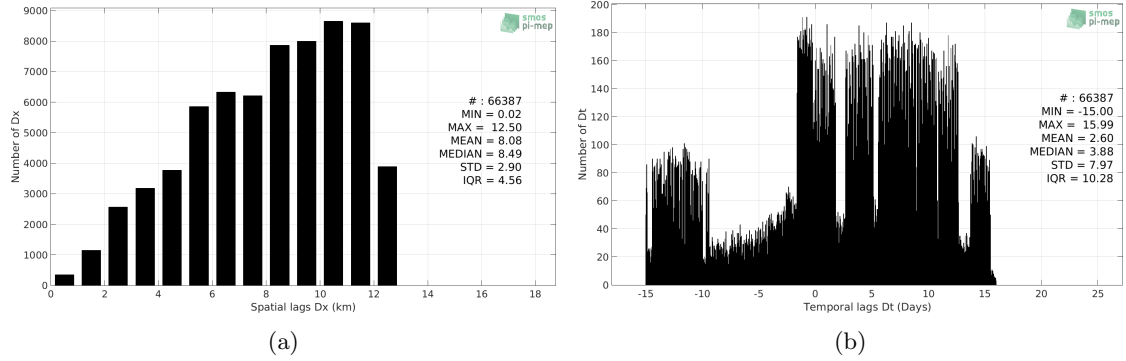 9000
8000
7000
6000
5000
4000
3000
2000
1000
0
Number of Dx
0 2 4 6 8 10 12 14 16 18
Spatial lags Dx (km)
smos
pi-mep
# : 66387
MIN = 0.02
MAX = 12.50
MEAN = 8.08
MEDIAN = 8.49
STD = 2.90
IQR = 4.56
(a)
200
180
160
140
120
100
80
60
40
20
0
Number of Dt
-15 -10 -5 0 5 10 15 20 25
Temporal lags Dt (Days)
smos
pi-mep
# : 66387
MIN = -15.00
MAX = 15.99
MEAN = 2.60
MEDIAN = 3.88
STD = 7.97
IQR = 10.28
(b)